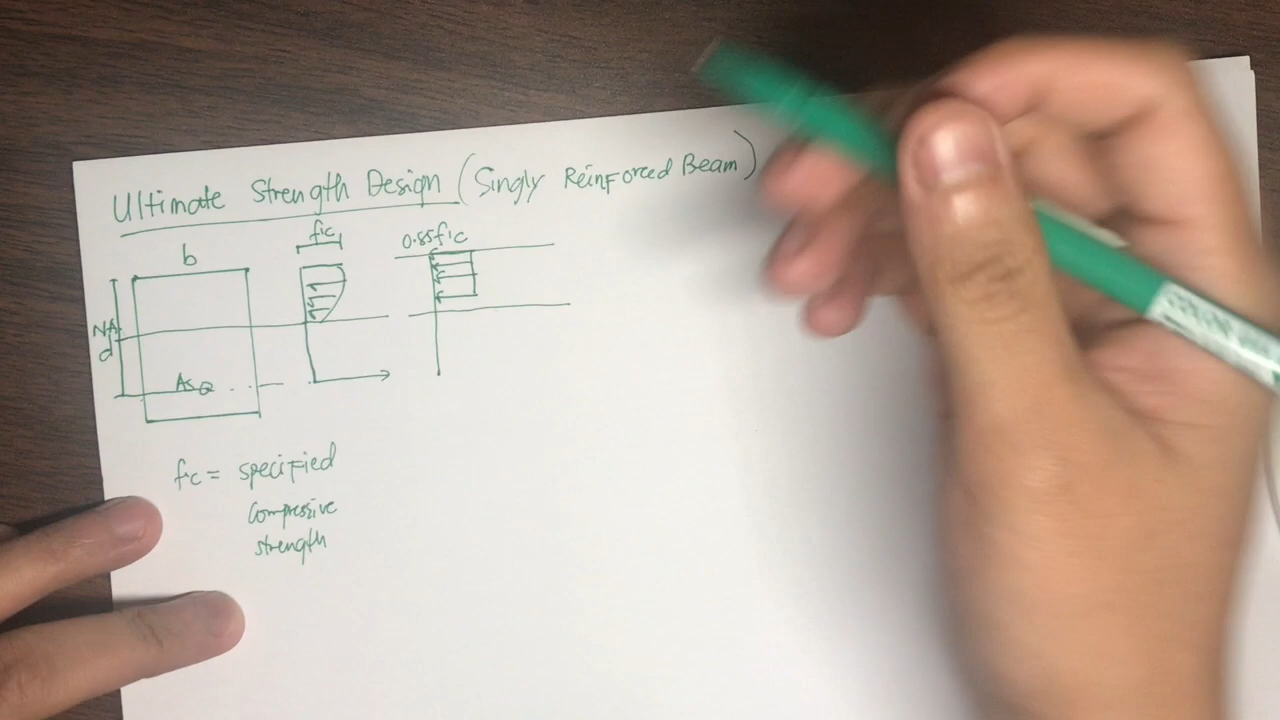 Ultimate Strength Design (Singly Reinforced Beam)
b
f'c
0.85f'c
NA
d
As
f'c = specified
compressive
strength